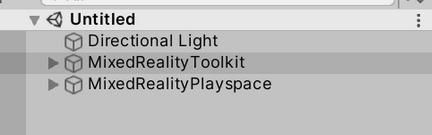 Untitled
Directional Light
MixedRealityToolkit
MixedRealityPlayspace